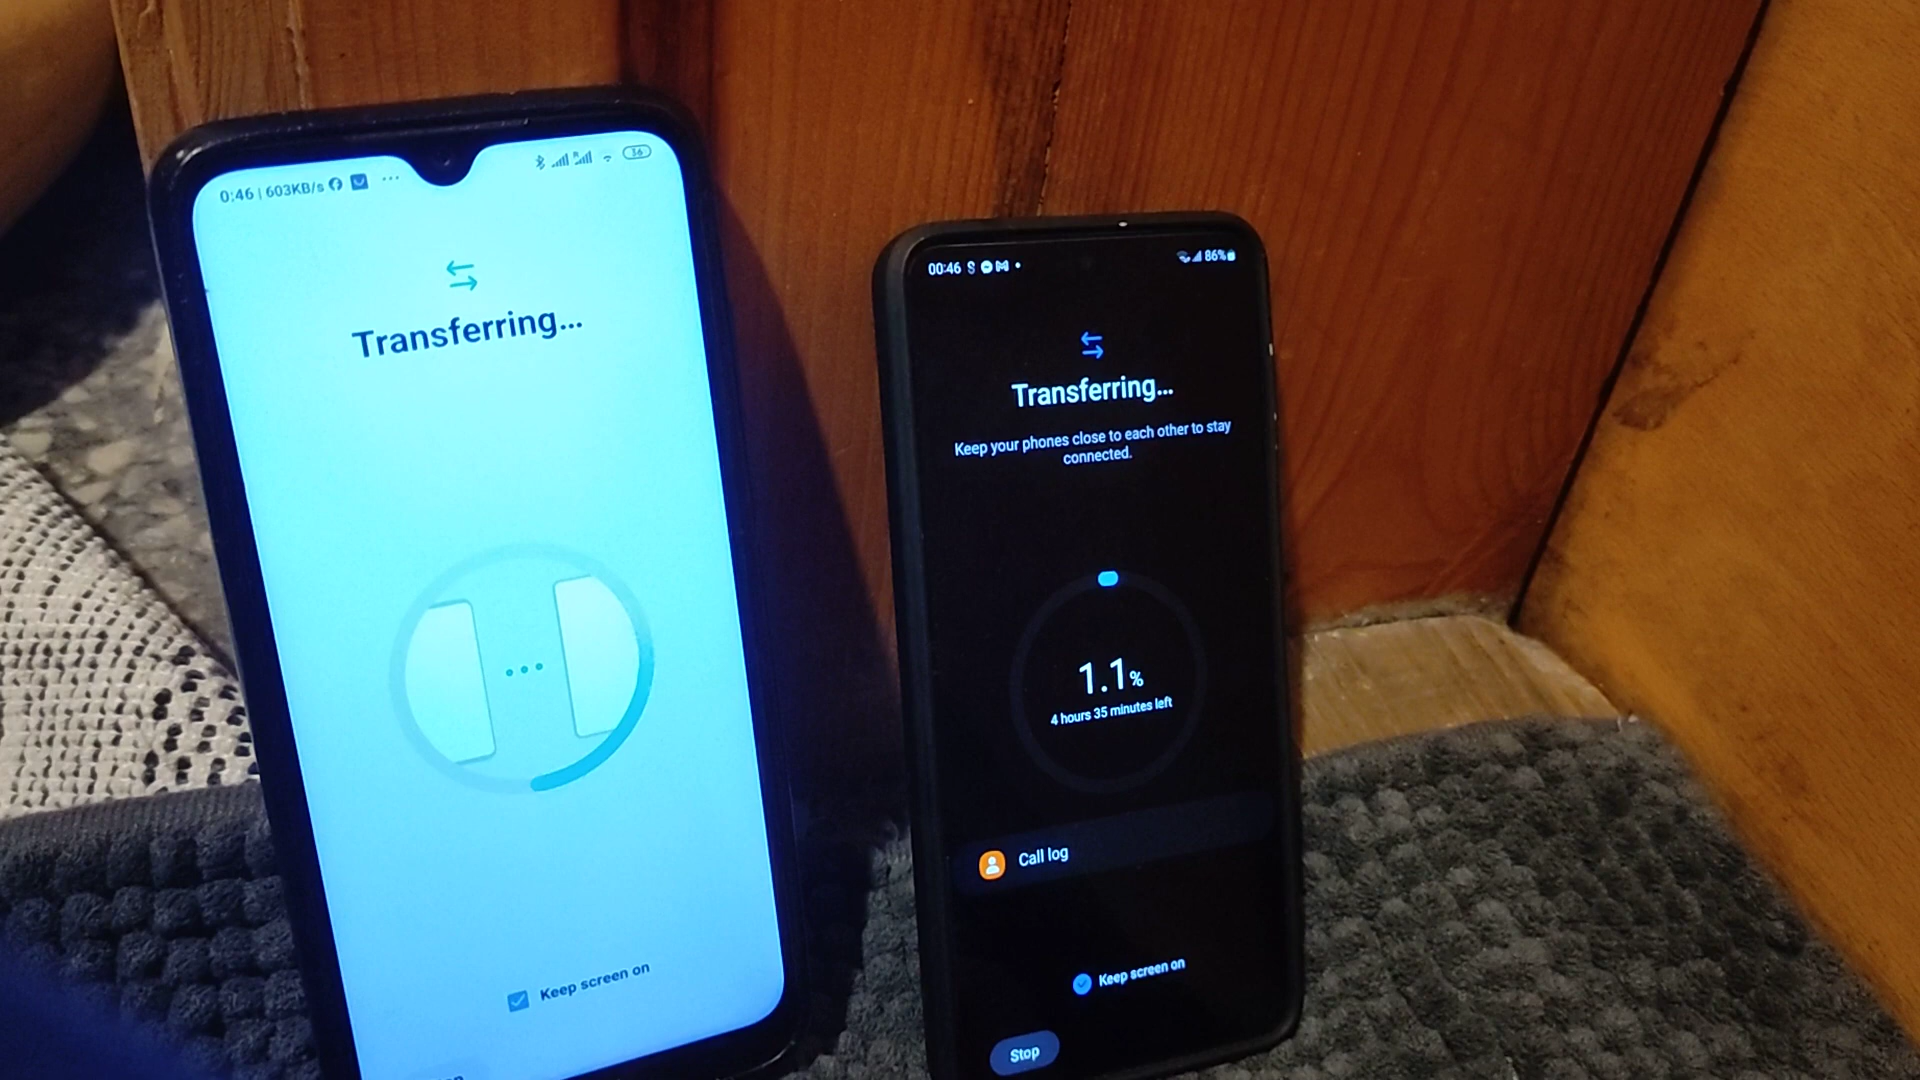 0:46 | 603KB/s
36
Transferring...
Keep screen on
00:46
86%
Transferring...
Keep your phones close to each other to stay
connected.
1.1%
4 hours 35 minutes left
Call log
Keep screen on
Stop